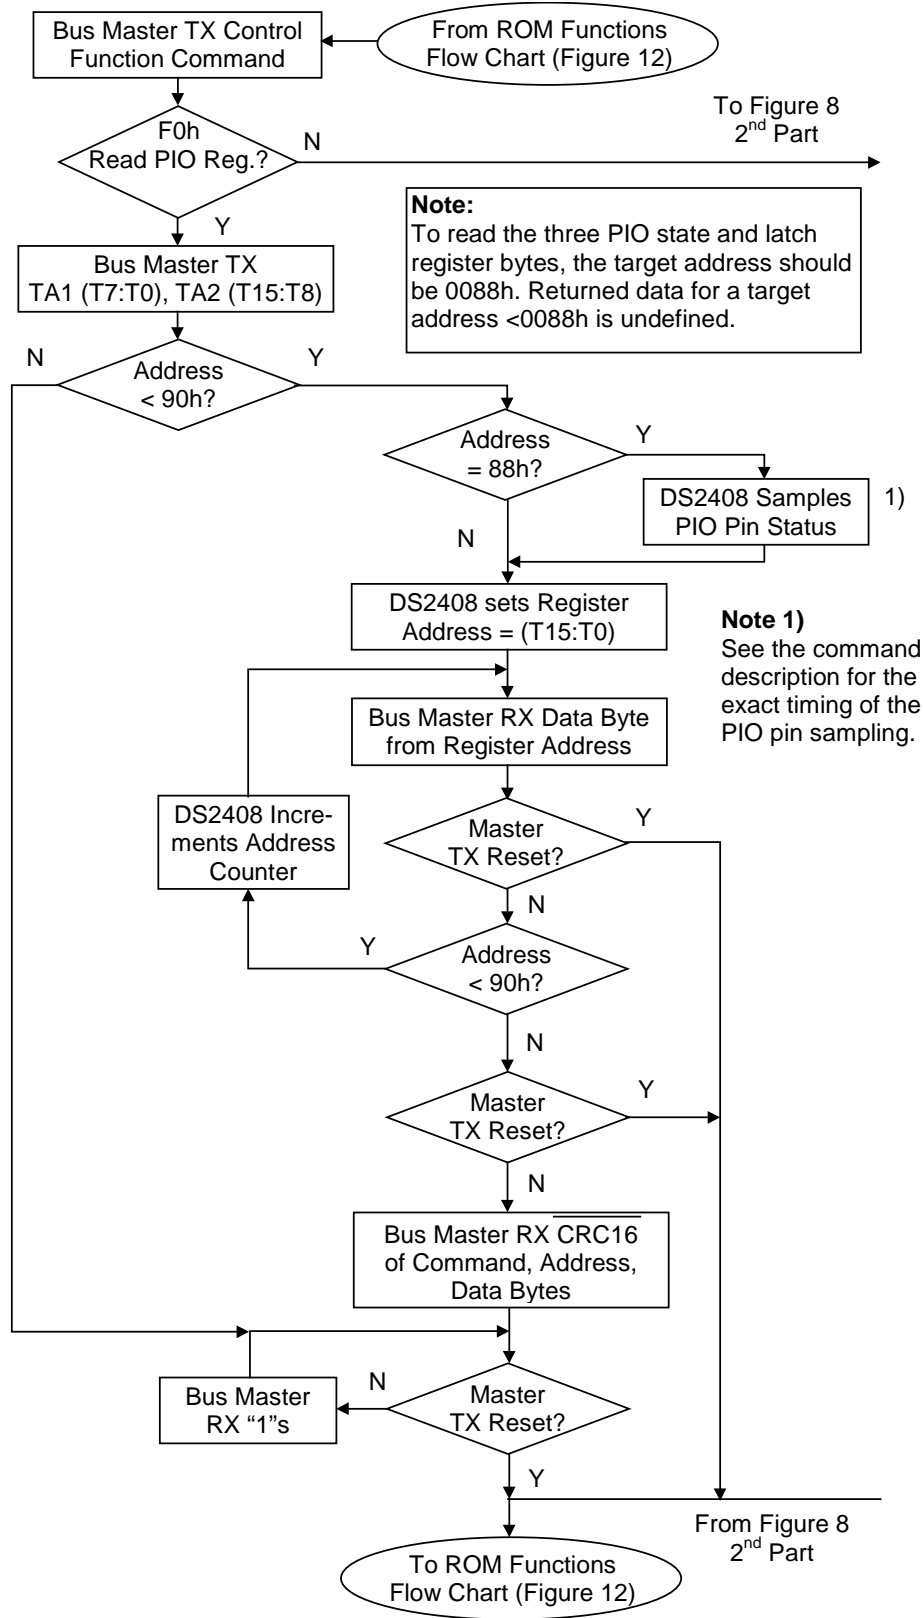 Bus Master TX Control
Function Command
From ROM Functions
Flow Chart (Figure 12)
F0h
Read PIO Reg.?
N
To Figure 8
2nd Part
Y
Note:
To read the three PIO state and latch
register bytes, the target address should
be 0088h. Returned data for a target
address <0088h is undefined.
Bus Master TX
TA1 (T7:T0), TA2 (T15:T8)
N
Address
< 90h?
Y
Address
= 88h?
Y
DS2408 Samples
PIO Pin Status
1)
N
DS2408 sets Register
Address = (T15:T0)
Note 1)
See the command
description for the
exact timing of the
PIO pin sampling.
Bus Master RX Data Byte
from Register Address
DS2408 Incre-
ments Address
Counter
Master
TX Reset?
Y
N
Y
Address
< 90h?
N
Master
TX Reset?
Y
N
Bus Master RX CRC16
of Command, Address,
Data Bytes
Bus Master
RX “1”s
N
Master
TX Reset?
Y
From Figure 8
2nd Part
To ROM Functions
Flow Chart (Figure 12)